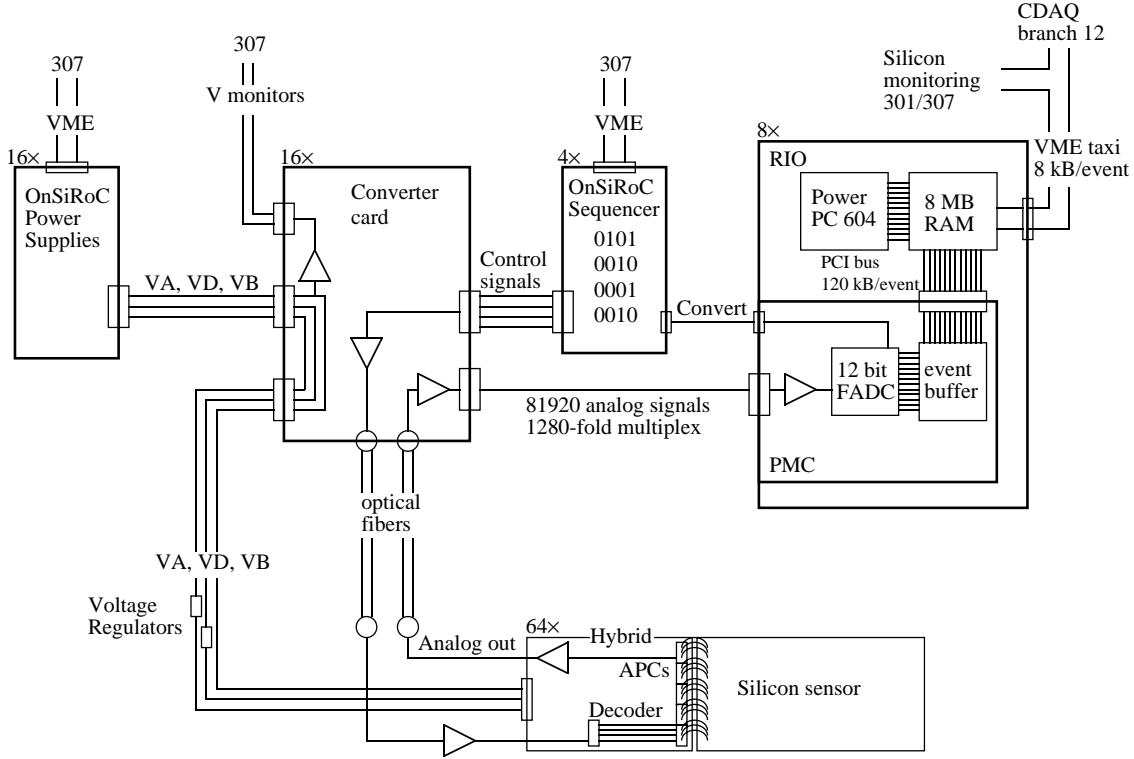 CDAQ
branch 12
307
307
307
Silicon
monitoring
301/307
V monitors
VME
VME
16×
16×
4×
8×
VME taxi
8 kB/event
OnSiRoC
Power
Supplies
Converter
card
OnSiRoC
Sequencer
0101
0010
0001
0010
RIO
Power
PC 604
8 MB
RAM
PCI bus
120 kB/event
VA, VD, VB
Control
signals
Convert
12 bit
FADC
event
buffer
81920 analog signals
1280-fold multiplex
PMC
optical
fibers
VA, VD, VB
Voltage
Regulators
64×
Hybrid
Analog out
APCs
Silicon sensor
Decoder